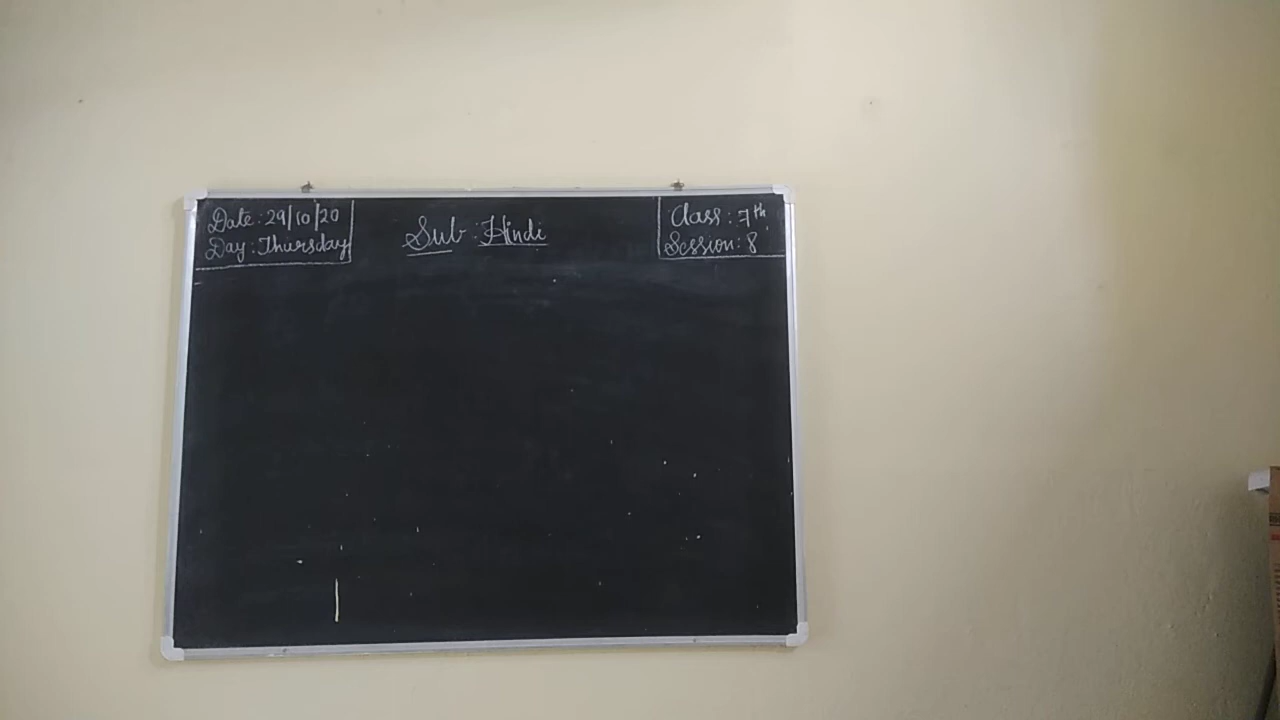 Date: 29/10/20
Day: Thursday
Sub: Hindi
Class: 7th
Session: 8